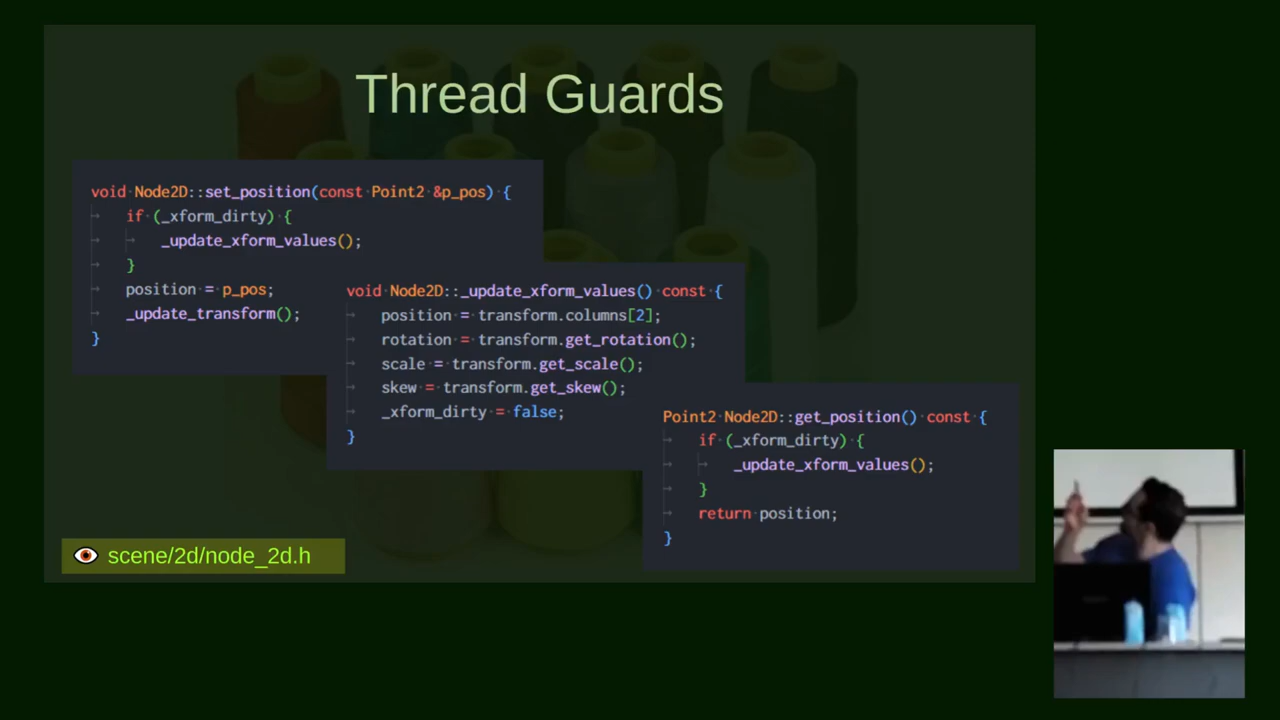 Thread Guards
void Node2D::set_position(const Point2 &p_pos) {
if (_xform_dirty) {
_update_xform_values();
}
position = p_pos;
_update_transform();
}
void Node2D::_update_xform_values() const {
position = transform.columns[2];
rotation = transform.get_rotation();
scale = transform.get_scale();
skew = transform.get_skew();
_xform_dirty = false;
}
Point2 Node2D::get_position() const {
if (_xform_dirty) {
_update_xform_values();
}
return position;
}
scene/2d/node_2d.h